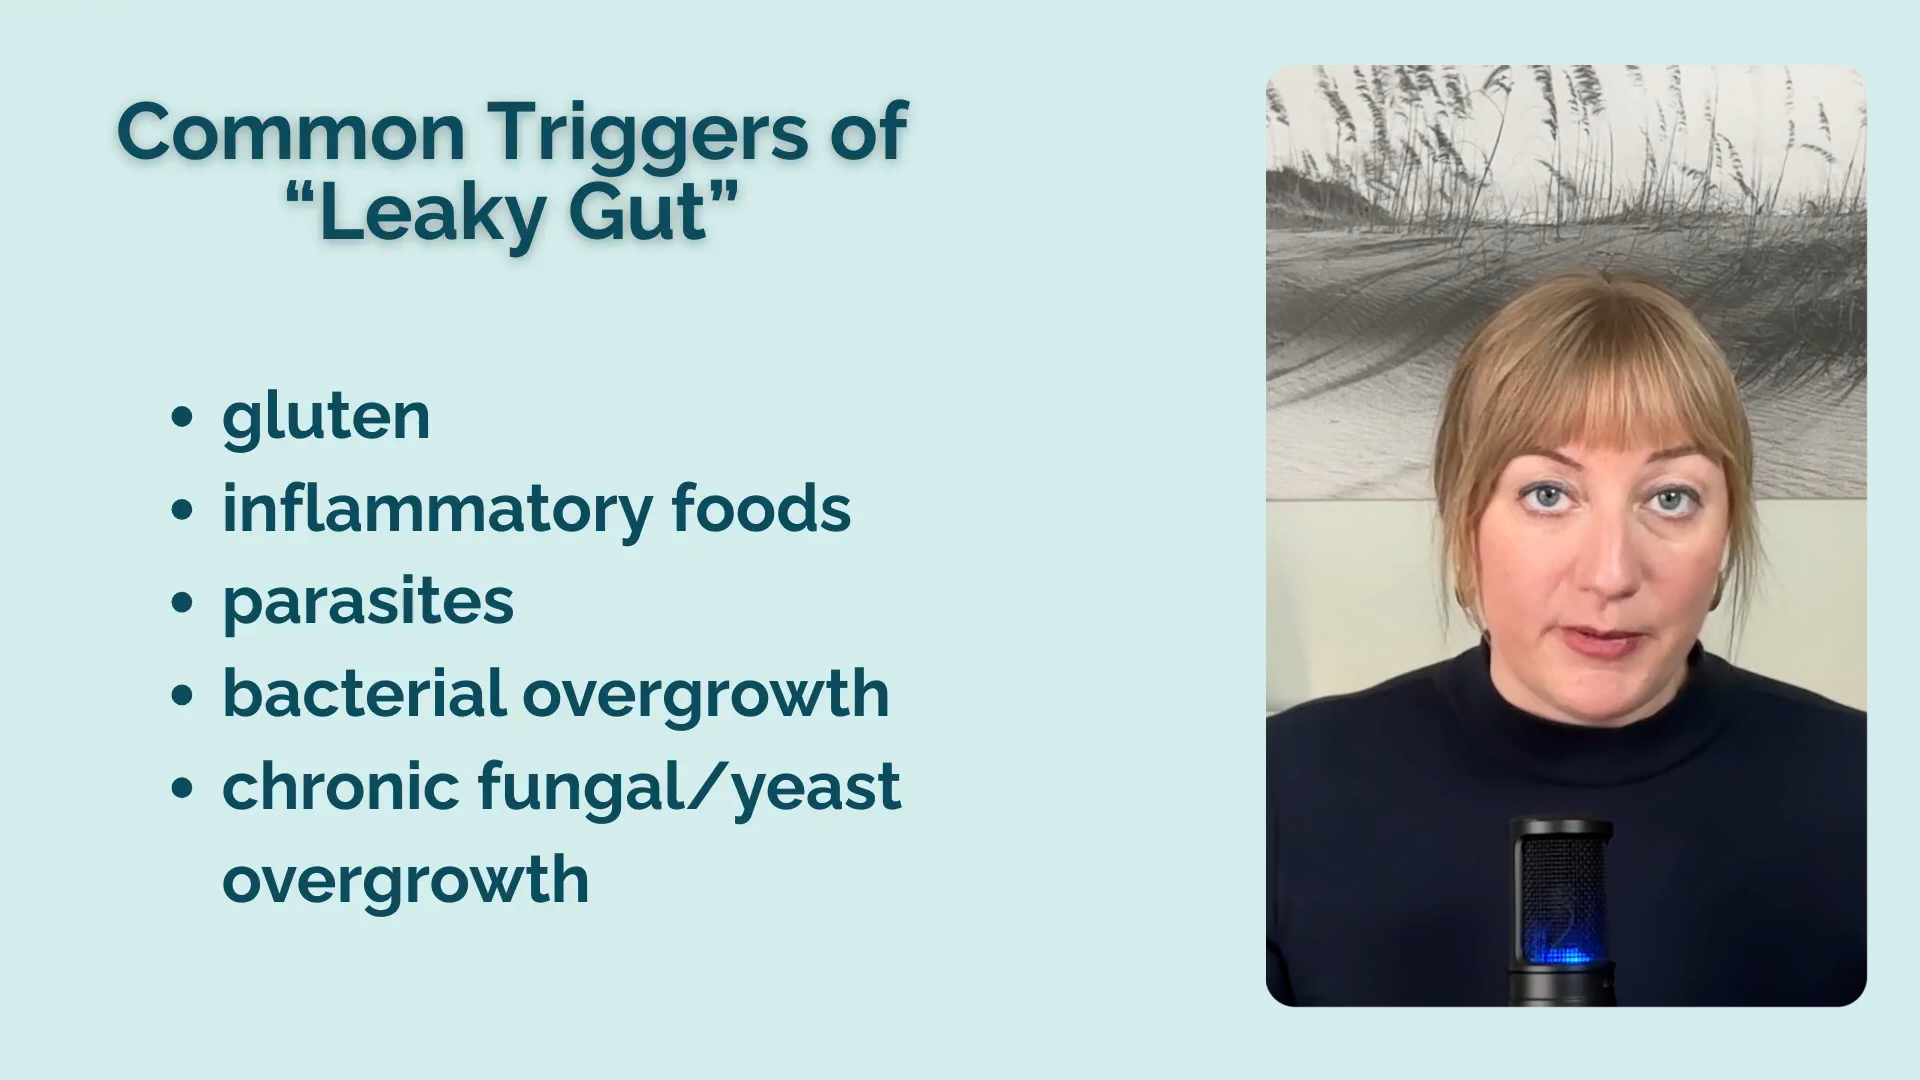 Common Triggers of
“Leaky Gut”
• gluten
• inflammatory foods
• parasites
• bacterial overgrowth
• chronic fungal/yeast
overgrowth